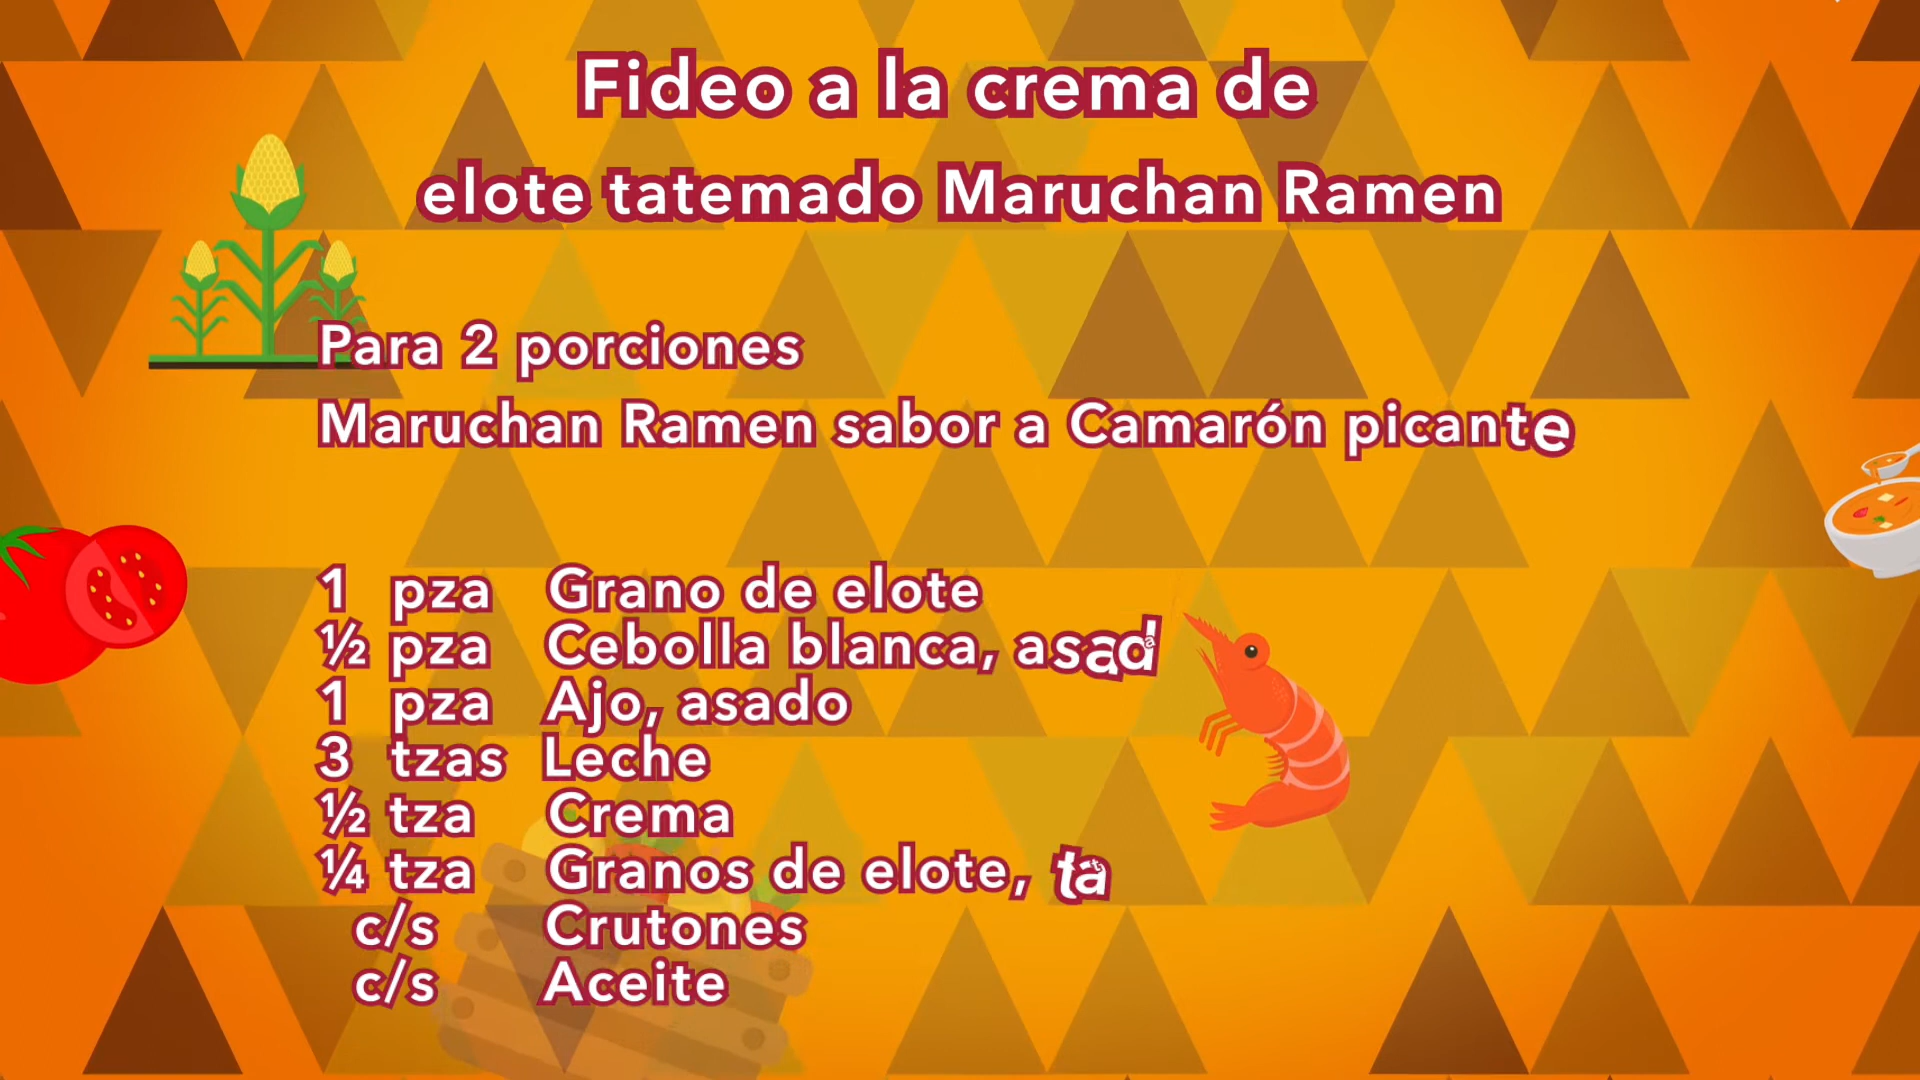 Fideo a la crema de
elote tatemado Maruchan Ramen
Para 2 porciones
Maruchan Ramen sabor a Camarón picante
1 pza Grano de elote
½ pza Cebolla blanca, asada
1 pza Ajo, asado
3 tzas Leche
½ tza Crema
¼ tza Granos de elote,
c/s Crutones
c/s Aceite